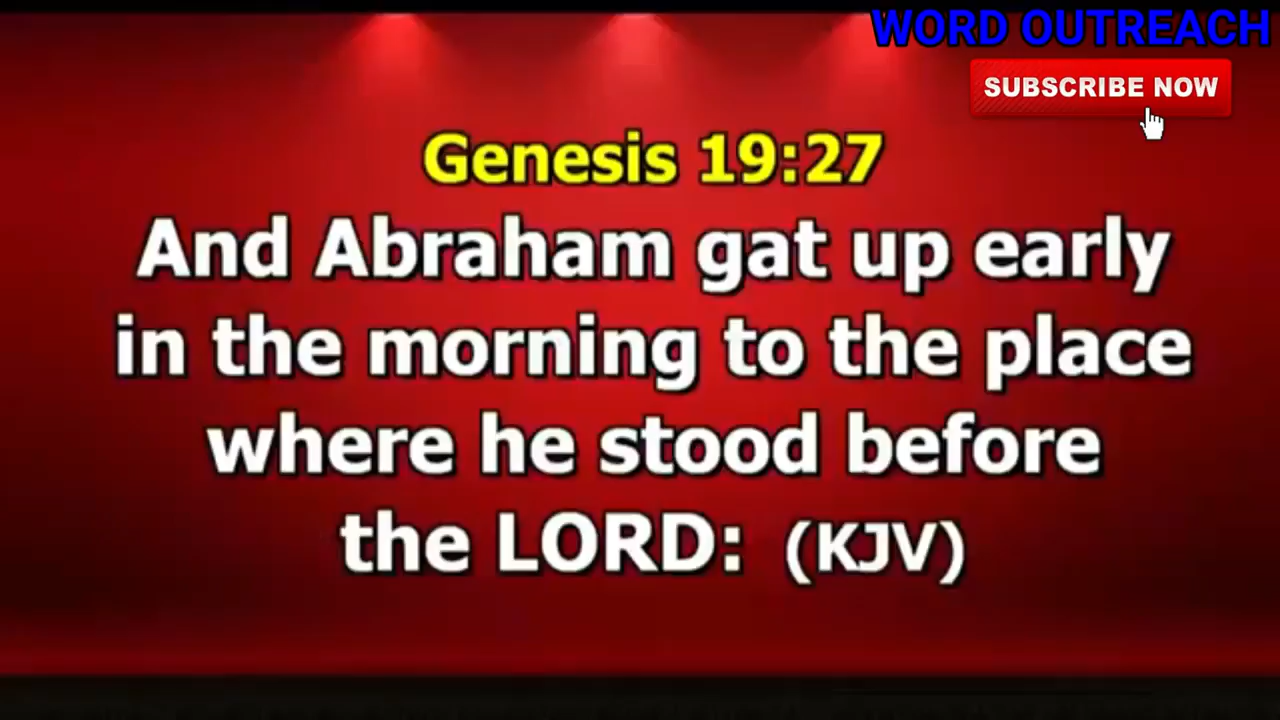 WORD OUTREACH
SUBSCRIBE NOW
Genesis 19:27
And Abraham gat up early
in the morning to the place
where he stood before
the LORD: (KJV)